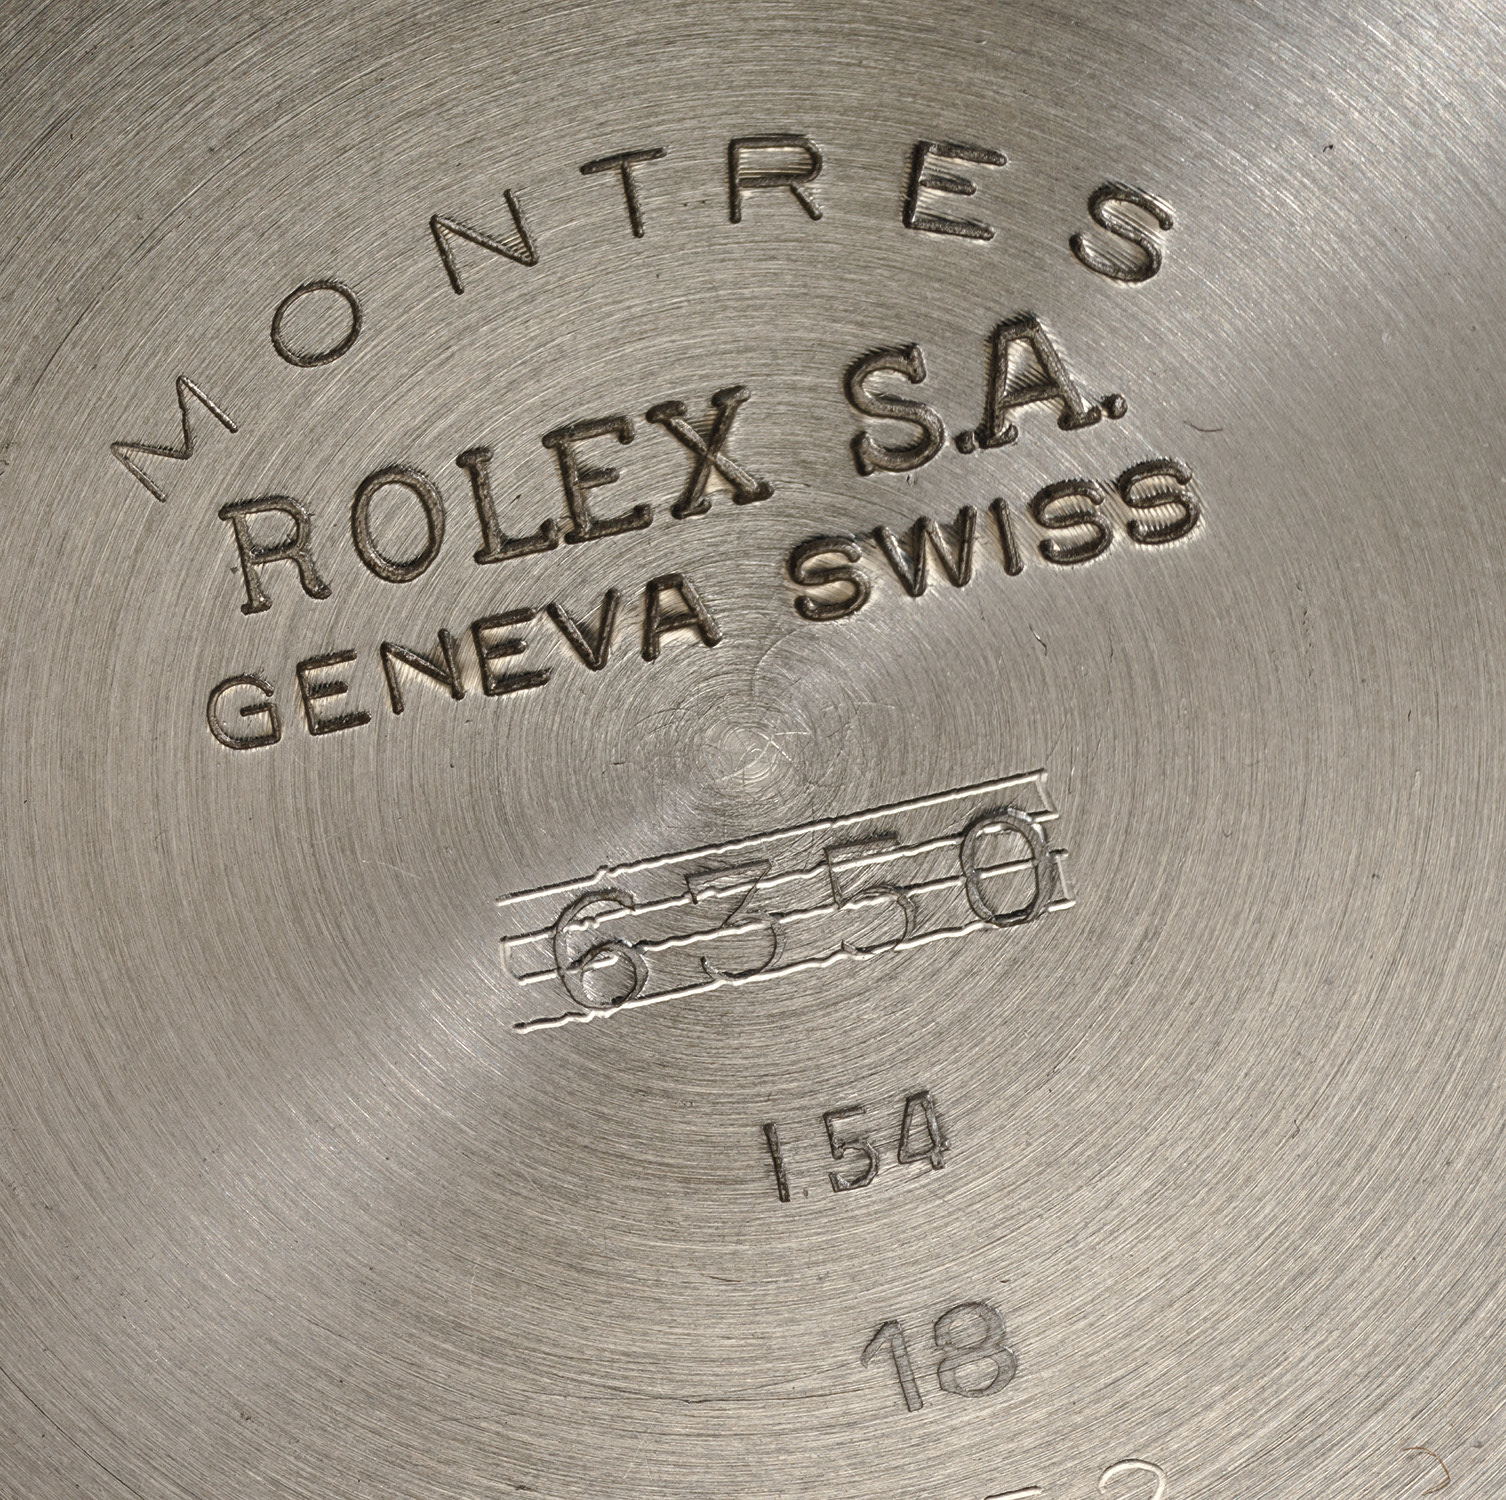 MONTRES
ROLEX S.A.
GENEVA SWISS
6350
I.54
18